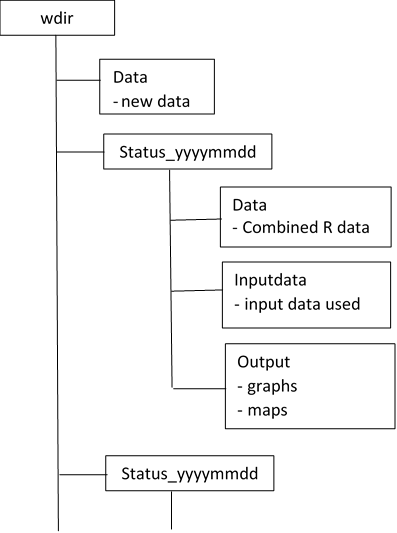 wdir
Data
- new data
Status_yyyymmdd
Data
- Combined R data
Inputdata
- input data used
Output
- graphs
- maps
Status_yyyymmdd